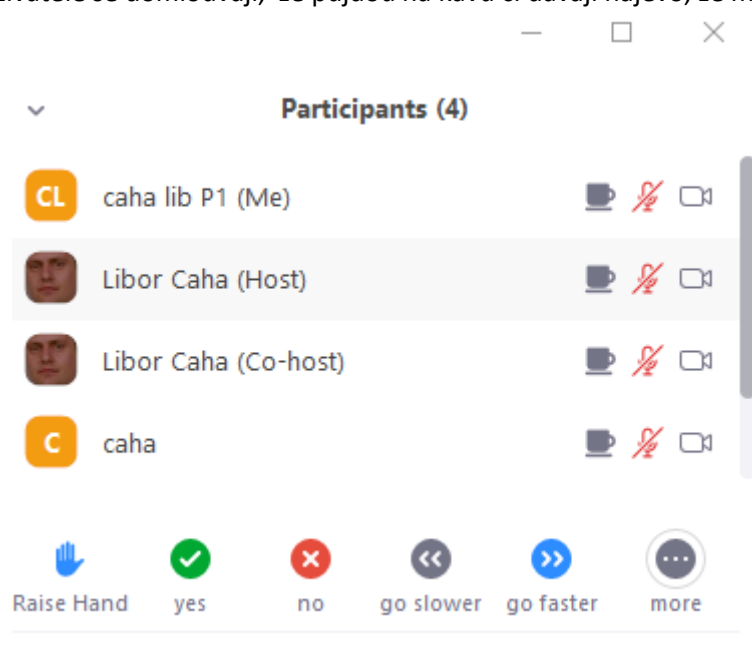 Participants (4)
CL caha lib P1 (Me)
Libor Caha (Host)
Libor Caha (Co-host)
C caha
Raise Hand yes no go slower go faster more